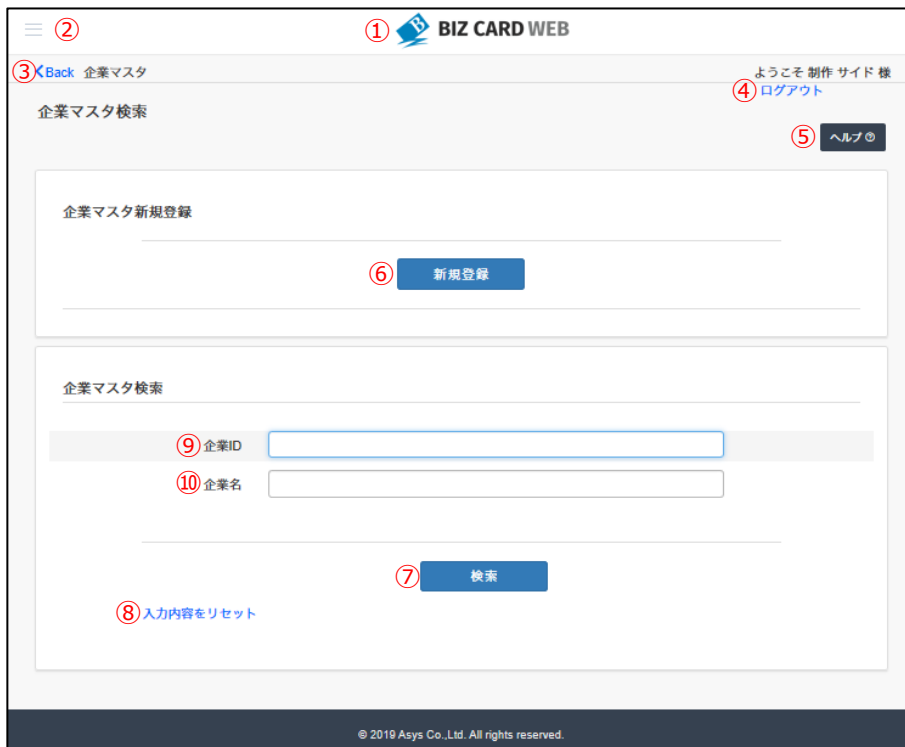 ② ① BIZ CARD WEB
③ Back 企業マスタ ようこそ 制作 サイド 様
④ ログアウト
企業マスタ検索
⑤ ヘルプ
企業マスタ新規登録
⑥ 新規登録
企業マスタ検索
⑨ 企業ID
⑩ 企業名
⑦ 検索
⑧ 入力内容をリセット
© 2019 Asys Co.,Ltd. All rights reserved.